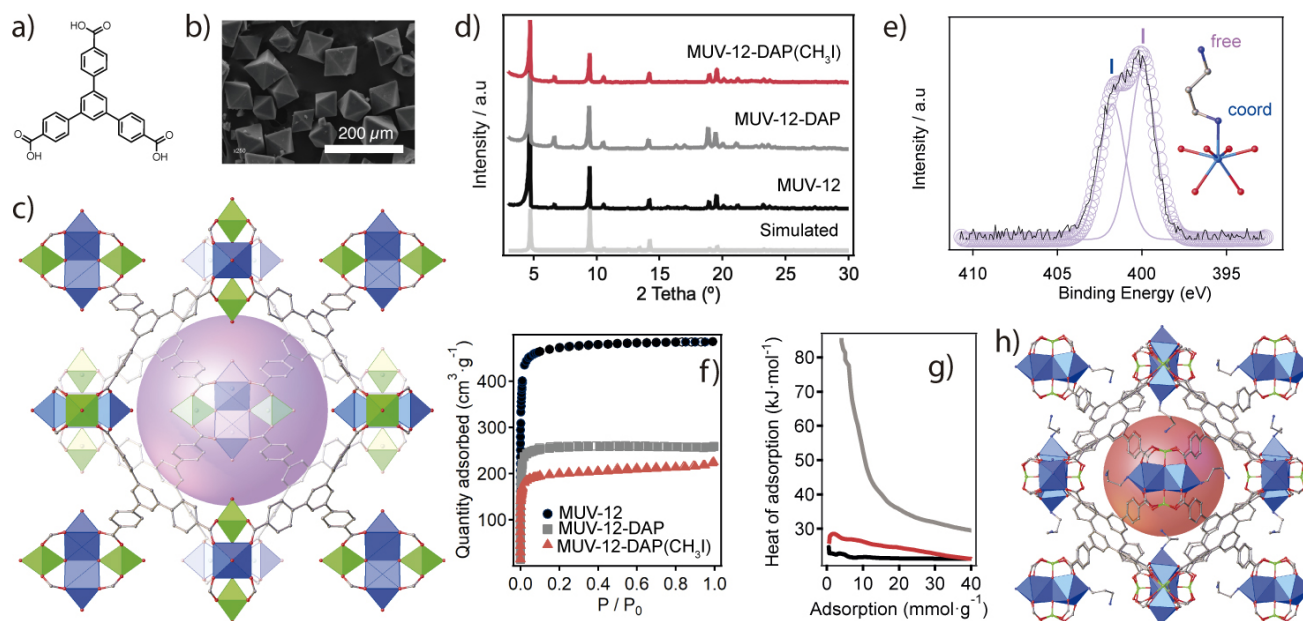 a)
HO
O
O
OH
O
OH
b)
x250
200 µm
c)
d)
Intensity / a.u
MUV-12-DAP(CH₃I)
MUV-12-DAP
MUV-12
Simulated
5
10
15
20
25
30
2 Tetha (º)
e)
Intensity / a.u
free
coord
410
405
400
395
Binding Energy (eV)
f)
Quantity adsorbed (cm³·g⁻¹)
400
300
200
100
MUV-12
MUV-12-DAP
MUV-12-DAP(CH₃I)
0.0
0.2
0.4
0.6
0.8
1.0
P / P₀
g)
Heat of adsorption (kJ·mol⁻¹)
80
70
60
50
40
30
0
10
20
30
40
Adsorption (mmol·g⁻¹)
h)